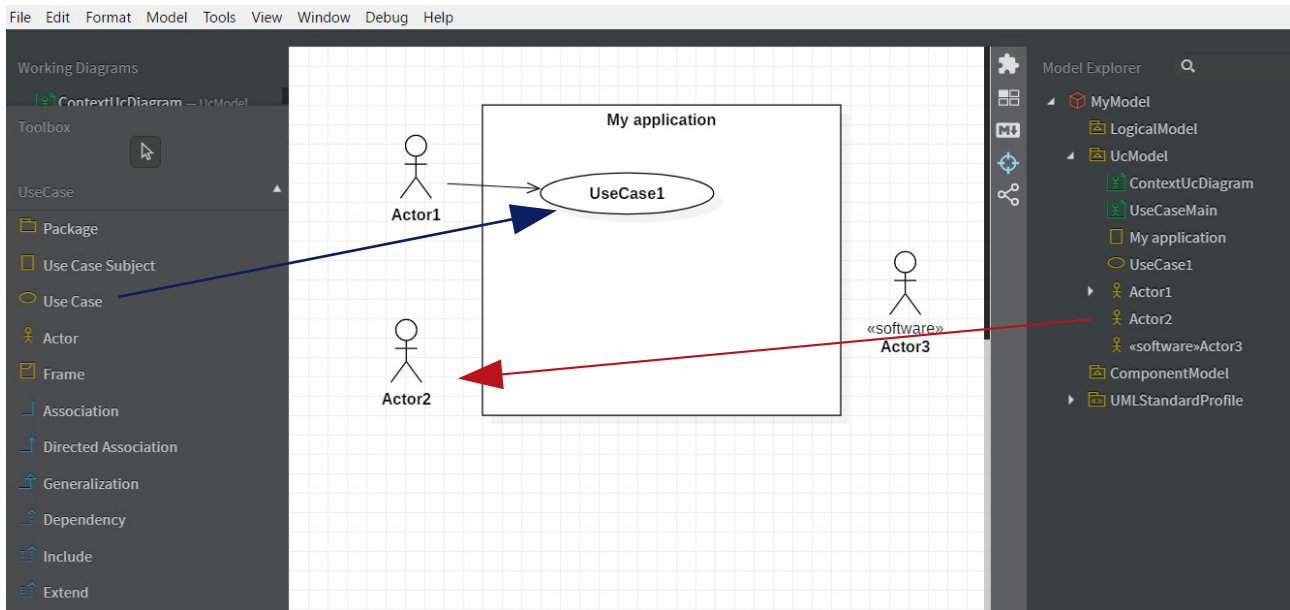 File Edit Format Model Tools View Window Debug Help
Working Diagrams
ContextUcDiagram — UcModel
Toolbox
UseCase
Package
Use Case Subject
Use Case
Actor
Frame
Association
Directed Association
Generalization
Dependency
Include
Extend
My application
Actor1
UseCase1
«software»
Actor3
Actor2
M
Model Explorer
MyModel
LogicalModel
UcModel
ContextUcDiagram
UseCaseMain
My application
UseCase1
Actor1
Actor2
«software»Actor3
ComponentModel
UMLStandardProfile